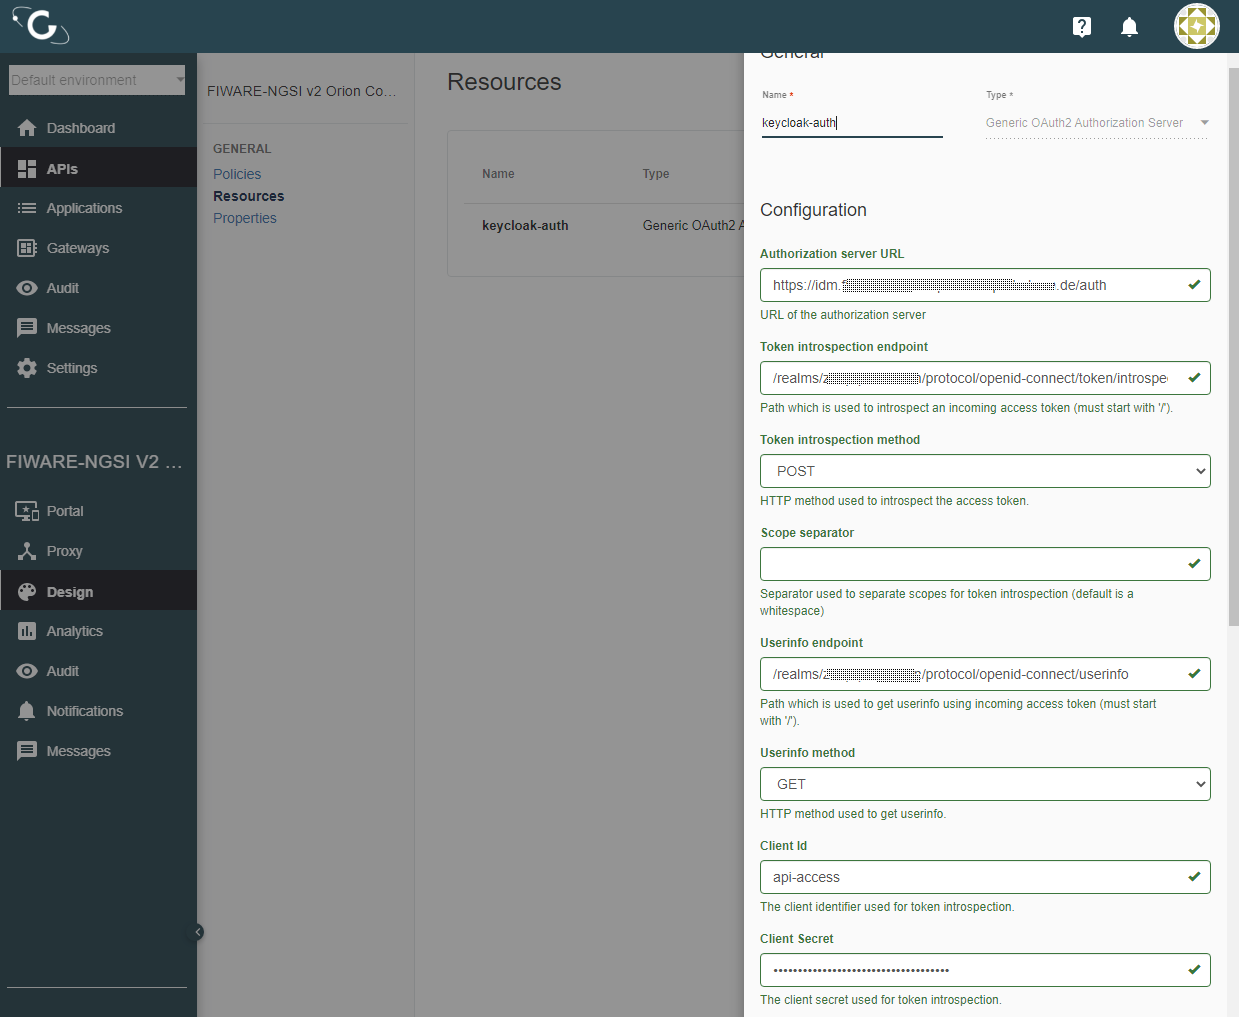 Default environment
Dashboard
APIs
Applications
Gateways
Audit
Messages
Settings
FIWARE-NGSI V2 ...
Portal
Proxy
Design
Analytics
Audit
Notifications
Messages
FIWARE-NGSI v2 Orion Co...
GENERAL
Policies
Resources
Properties
Resources
Name Type
keycloak-auth Generic OAuth2 A
General
Name * Type *
keycloak-auth Generic OAuth2 Authorization Server
Configuration
Authorization server URL
https://idm. .de/auth
URL of the authorization server
Token introspection endpoint
/realms/ /protocol/openid-connect/token/introspe
Path which is used to introspect an incoming access token (must start with '/').
Token introspection method
POST
HTTP method used to introspect the access token.
Scope separator
Separator used to separate scopes for token introspection (default is a
whitespace)
Userinfo endpoint
/realms/ /protocol/openid-connect/userinfo
Path which is used to get userinfo using incoming access token (must start
with '/').
Userinfo method
GET
HTTP method used to get userinfo.
Client Id
api-access
The client identifier used for token introspection.
Client Secret
The client secret used for token introspection.